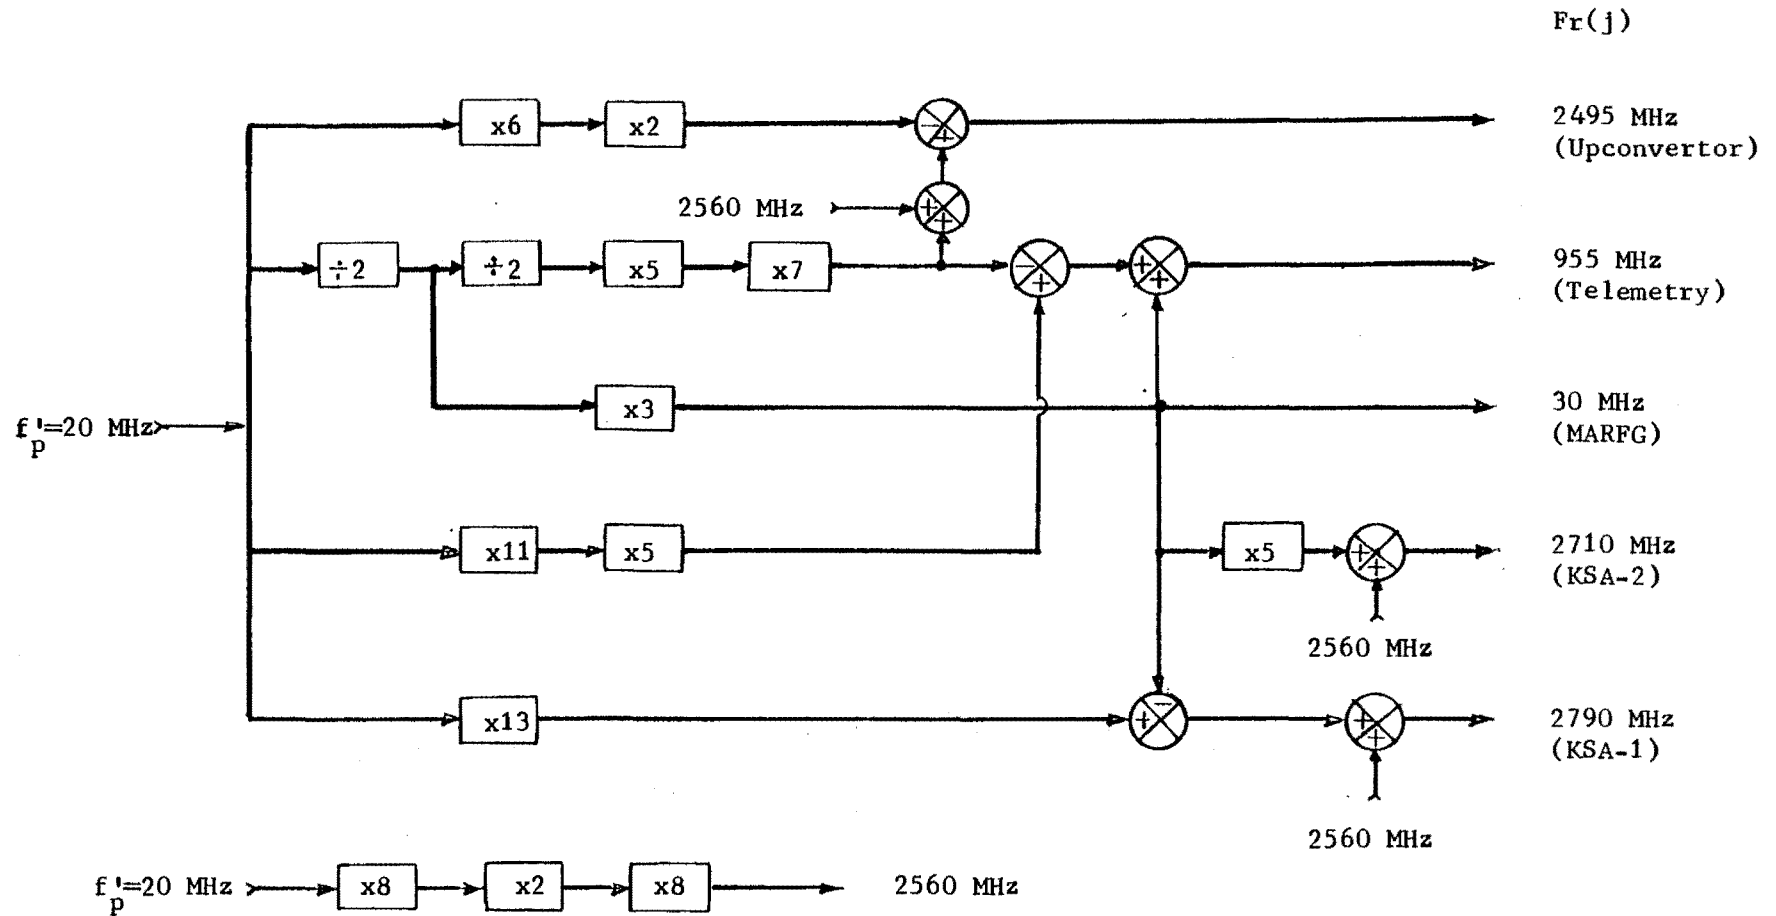 Fr(j)
x6 x2 2495 MHz
(Upconvertor)
2560 MHz
÷2 ÷2 x5 x7 955 MHz
(Telemetry)
x3 30 MHz
(MARFG)
f'p=20 MHz
x11 x5 x5 2710 MHz
(KSA-2)
2560 MHz
x13 2790 MHz
(KSA-1)
2560 MHz
f'p=20 MHz x8 x2 x8 2560 MHz